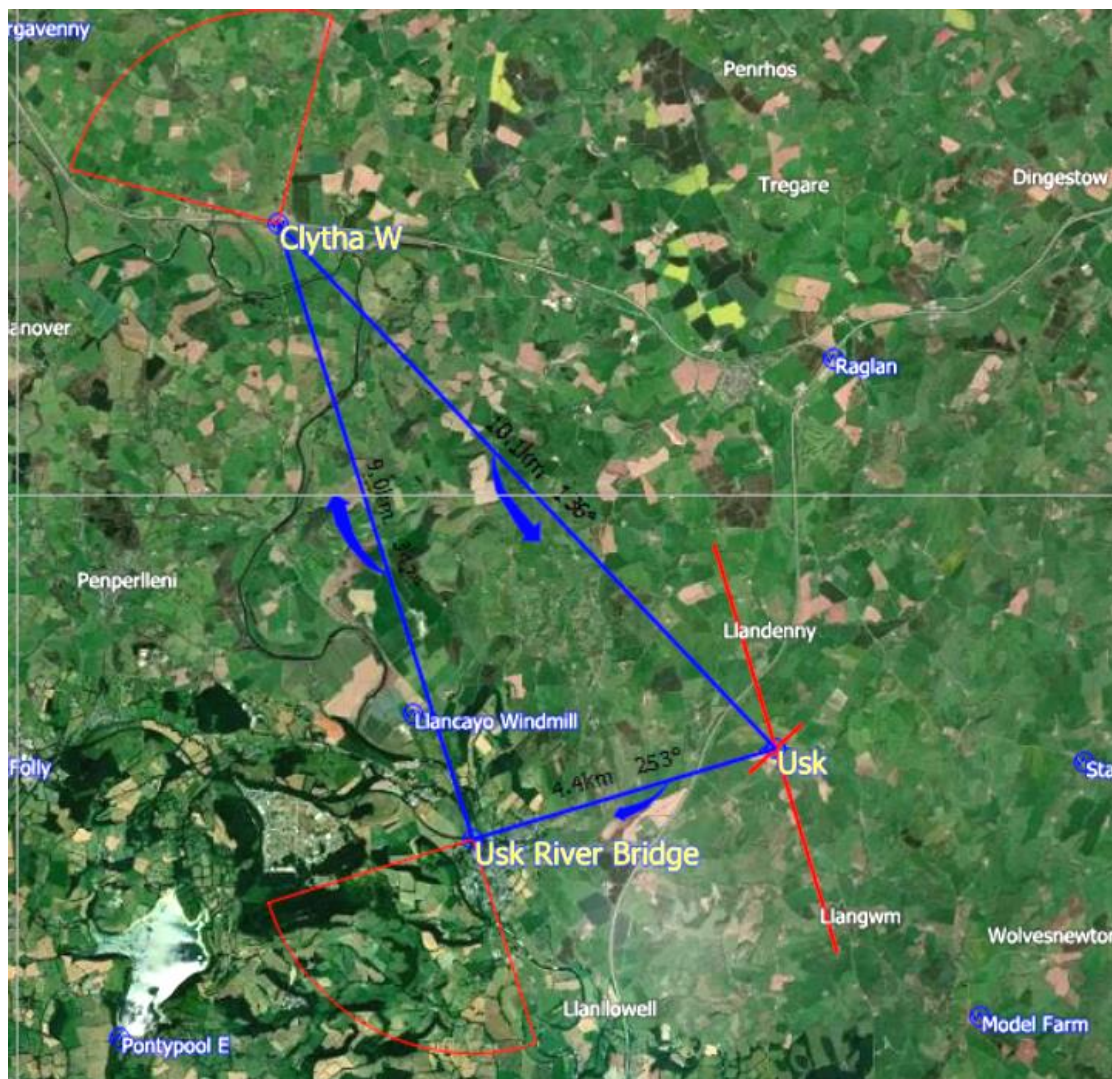 rgavenny
Penrhos
Tregare
Dingestow
Clytha W
anover
Raglan
10.1km 136°
9.0km
Penperlleni
Llandenny
Llancayo Windmill
Folly
Usk
Sta
4.4km 253°
Usk River Bridge
Llangwm
Wolvesnewton
Llanllowell
Model Farm
Pontypool E